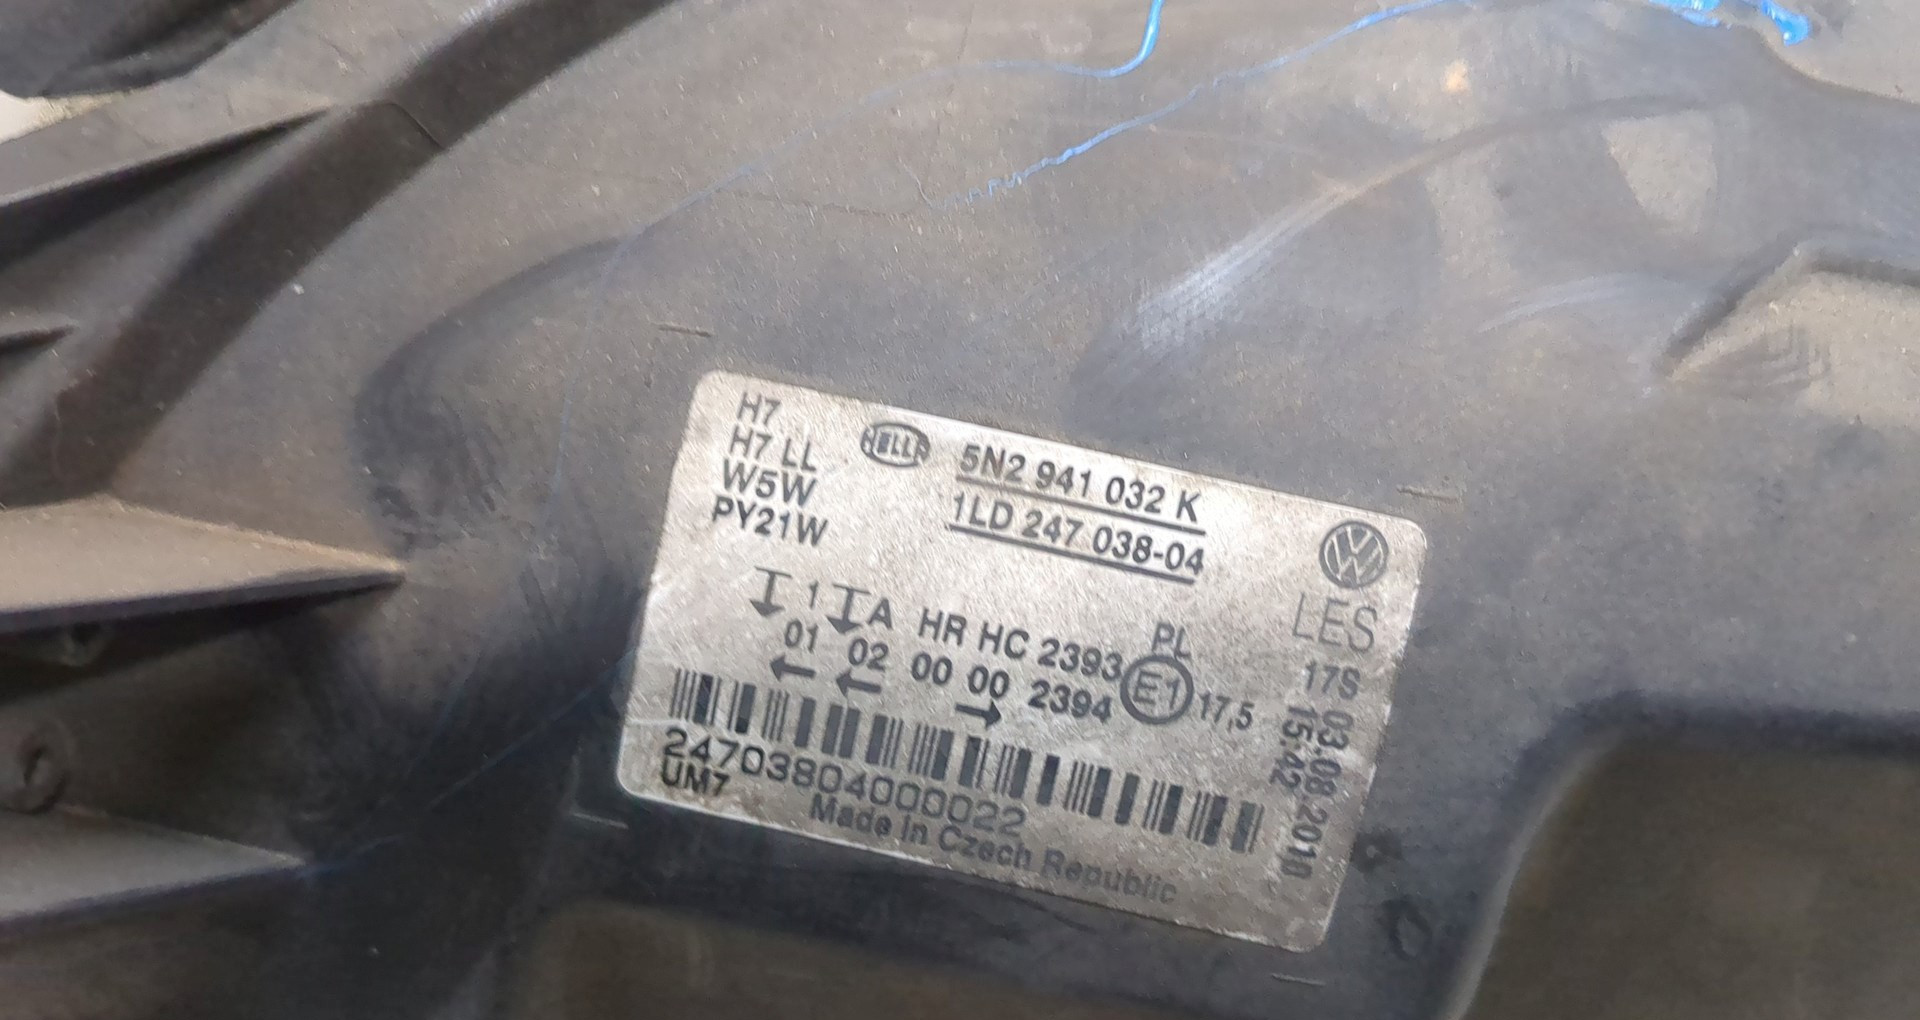 H7
H7 LL
W5W
PY21W
HELLA
5N2 941 032 K
1LD 247 038-04
1 A HR HC 2393 PL
01 02 00 00 2394 E1 17,5
LES
17S 03.08.2010
15:42
24703804000022
UM7
Made in Czech Republic